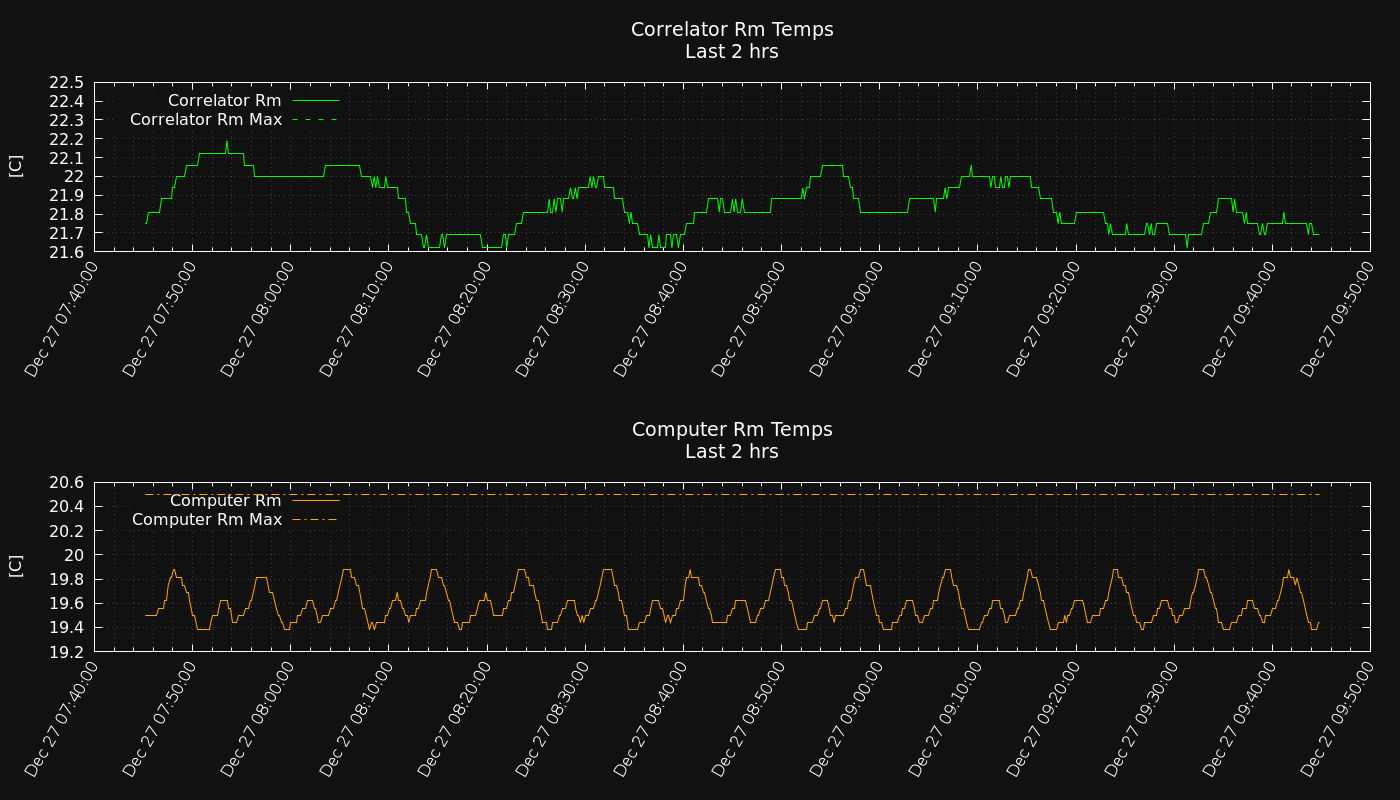 Correlator Rm Temps
Last 2 hrs
22.5
22.4
22.3
22.2
22.1
22
21.9
21.8
21.7
21.6
[C]
Correlator Rm
Correlator Rm Max
Dec 27 07:40:00
Dec 27 07:50:00
Dec 27 08:00:00
Dec 27 08:10:00
Dec 27 08:20:00
Dec 27 08:30:00
Dec 27 08:40:00
Dec 27 08:50:00
Dec 27 09:00:00
Dec 27 09:10:00
Dec 27 09:20:00
Dec 27 09:30:00
Dec 27 09:40:00
Dec 27 09:50:00
Computer Rm Temps
Last 2 hrs
20.6
20.4
20.2
20
19.8
19.6
19.4
19.2
[C]
Computer Rm
Computer Rm Max
Dec 27 07:40:00
Dec 27 07:50:00
Dec 27 08:00:00
Dec 27 08:10:00
Dec 27 08:20:00
Dec 27 08:30:00
Dec 27 08:40:00
Dec 27 08:50:00
Dec 27 09:00:00
Dec 27 09:10:00
Dec 27 09:20:00
Dec 27 09:30:00
Dec 27 09:40:00
Dec 27 09:50:00